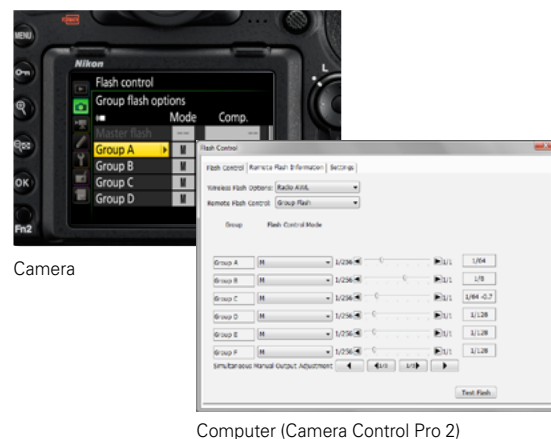 MENU
Nikon
L
Flash control
Group flash options
Mode Comp.
Master flash -- --
Group A M
Group B M
Group C M
Group D M
OK
Fn2
Camera
Flash Control
Flash Control Remote Flash Information Settings
Wireless Flash Options: Radio AWL
Remote Flash Control: Group Flash
Group Flash Control Mode
Group A M 1/256 1/1 1/64
Group B M 1/256 1/1 1/8
Group C M 1/256 1/1 1/64 -0.7
Group D M 1/256 1/1 1/128
Group E M 1/256 1/1 1/128
Group F M 1/256 1/1 1/128
Simultaneous Manual Output Adjustment
Test Flash
Computer (Camera Control Pro 2)